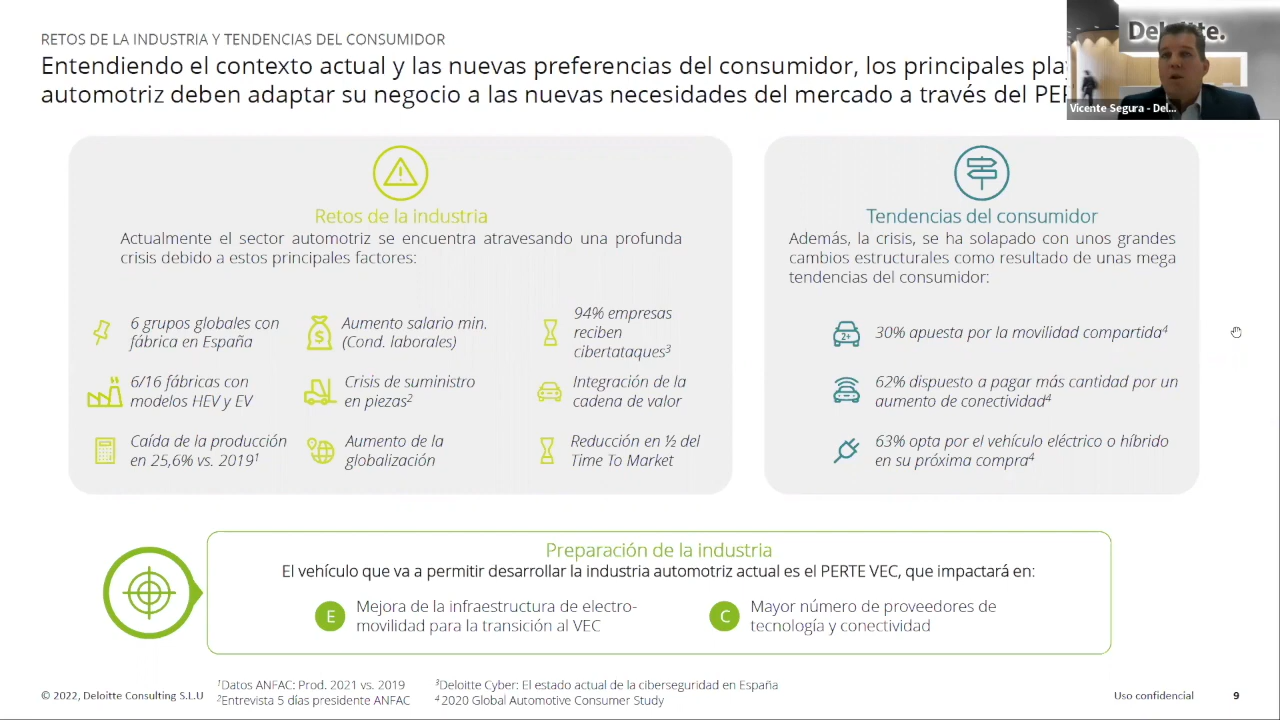 RETOS DE LA INDUSTRIA Y TENDENCIAS DEL CONSUMIDOR
Entendiendo el contexto actual y las nuevas preferencias del consumidor, los principales
automotriz deben adaptar su negocio a las nuevas necesidades del mercado a través del
Vicente Segura - Del...
Retos de la industria
Actualmente el sector automotriz se encuentra atravesando una profunda
crisis debido a estos principales factores:
6 grupos globales con
fábrica en España
6/16 fábricas con
modelos HEV y EV
Caída de la producción
en 25,6% vs. 2019¹
Aumento salario min.
(Cond. laborales)
$
Crisis de suministro
en piezas²
Aumento de la
globalización
94% empresas
reciben
cibertataques³
Integración de la
cadena de valor
Reducción en ½ del
Time To Market
Tendencias del consumidor
Además, la crisis, se ha solapado con unos grandes
cambios estructurales como resultado de unas mega
tendencias del consumidor:
2+
30% apuesta por la movilidad compartida⁴
62% dispuesto a pagar más cantidad por un
aumento de conectividad⁴
63% opta por el vehículo eléctrico o híbrido
en su próxima compra⁴
Preparación de la industria
El vehículo que va a permitir desarrollar la industria automotriz actual es el PERTE VEC, que impactará en:
E
Mejora de la infraestructura de electro-
movilidad para la transición al VEC
C
Mayor número de proveedores de
tecnología y conectividad
© 2022, Deloitte Consulting S.L.U
¹Datos ANFAC: Prod. 2021 vs. 2019
²Entrevista 5 días presidente ANFAC
³Deloitte Cyber: El estado actual de la ciberseguridad en España
⁴ 2020 Global Automotive Consumer Study
Uso confidencial
9